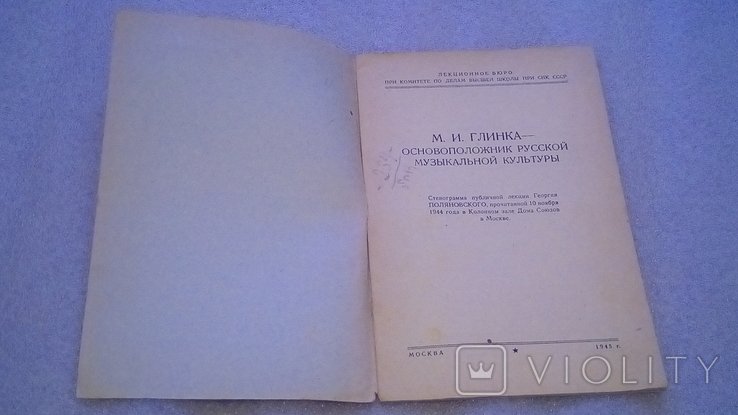 ЛЕКЦИОННОЕ БЮРО
ПРИ КОМИТЕТЕ ПО ДЕЛАМ ВЫСШЕЙ ШКОЛЫ ПРИ СНК СССР
М. И. ГЛИНКА—
ОСНОВОПОЛОЖНИК РУССКОЙ
МУЗЫКАЛЬНОЙ КУЛЬТУРЫ
Стенограмма публичной лекции Георгия
ПОЛЯНОВСКОГО, прочитанной 10 ноября
1944 года в Колонном зале Дома Союзов
в Москве.
МОСКВА ★ 1945 г.
VIOLITY